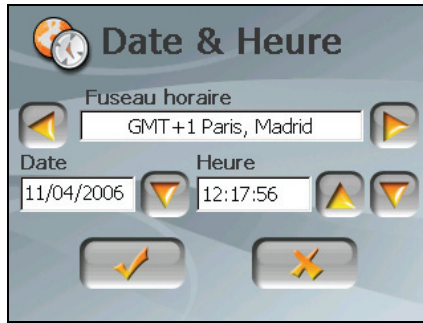 Date & Heure
Fuseau horaire
GMT+1 Paris, Madrid
Date Heure
11/04/2006 12:17:56